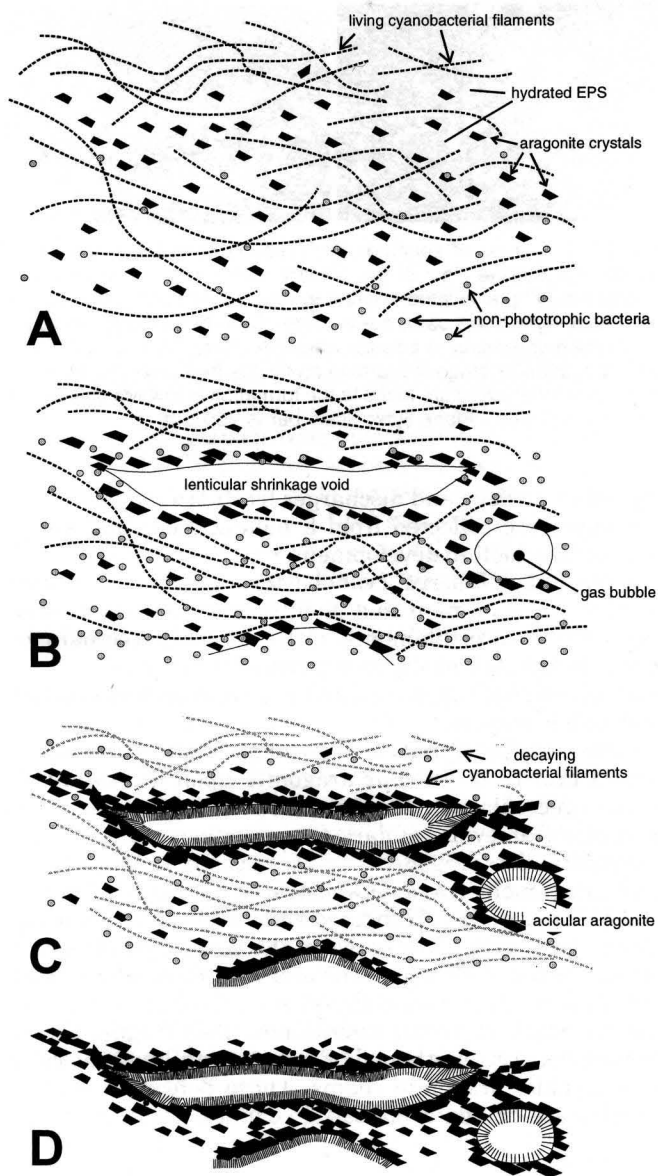 living cyanobacterial filaments
hydrated EPS
aragonite crystals
non-phototrophic bacteria
A
lenticular shrinkage void
gas bubble
B
decaying
cyanobacterial filaments
acicular aragonite
C
D